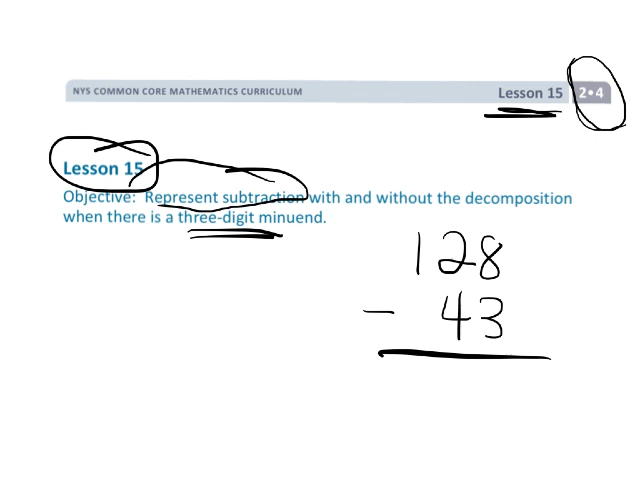 NYS COMMON CORE MATHEMATICS CURRICULUM Lesson 15 2•4
Lesson 15
Objective: Represent subtraction with and without the decomposition
when there is a three-digit minuend.
128
- 43